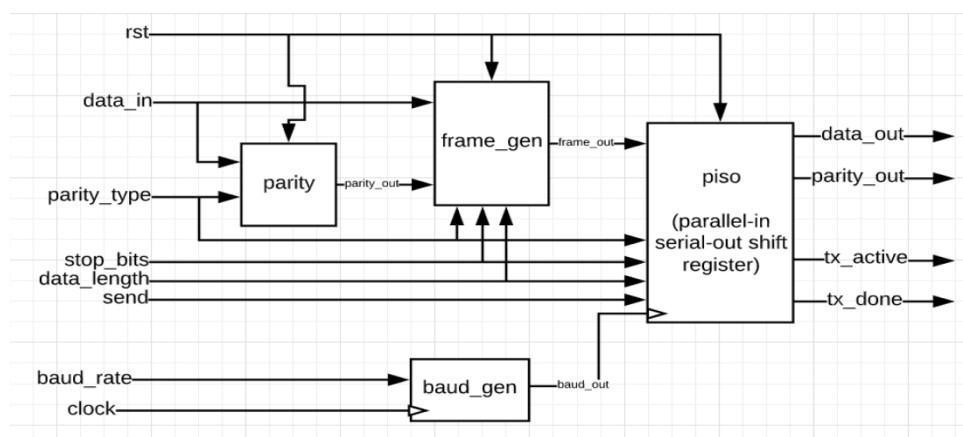 rst
data_in
frame_gen
frame_out
data_out
parity
parity_out
piso
parity_out
parity_type
(parallel-in
serial-out shift
register)
stop_bits
tx_active
data_length
send
tx_done
baud_rate
baud_gen
baud_out
clock